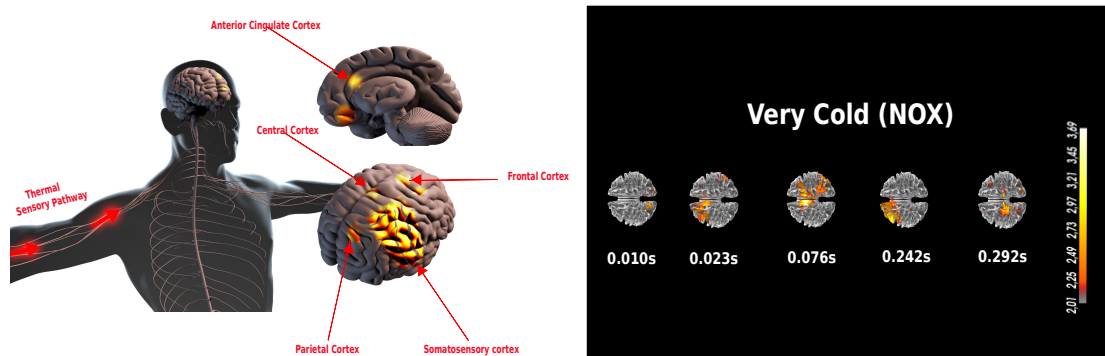 Anterior Cingulate Cortex
Central Cortex
Frontal Cortex
Thermal
Sensory Pathway
Parietal Cortex
Somatosensory cortex
Very Cold (NOX)
0.010s
0.023s
0.076s
0.242s
0.292s
3.69
3.45
3.21
2.97
2.73
2.49
2.25
2.01